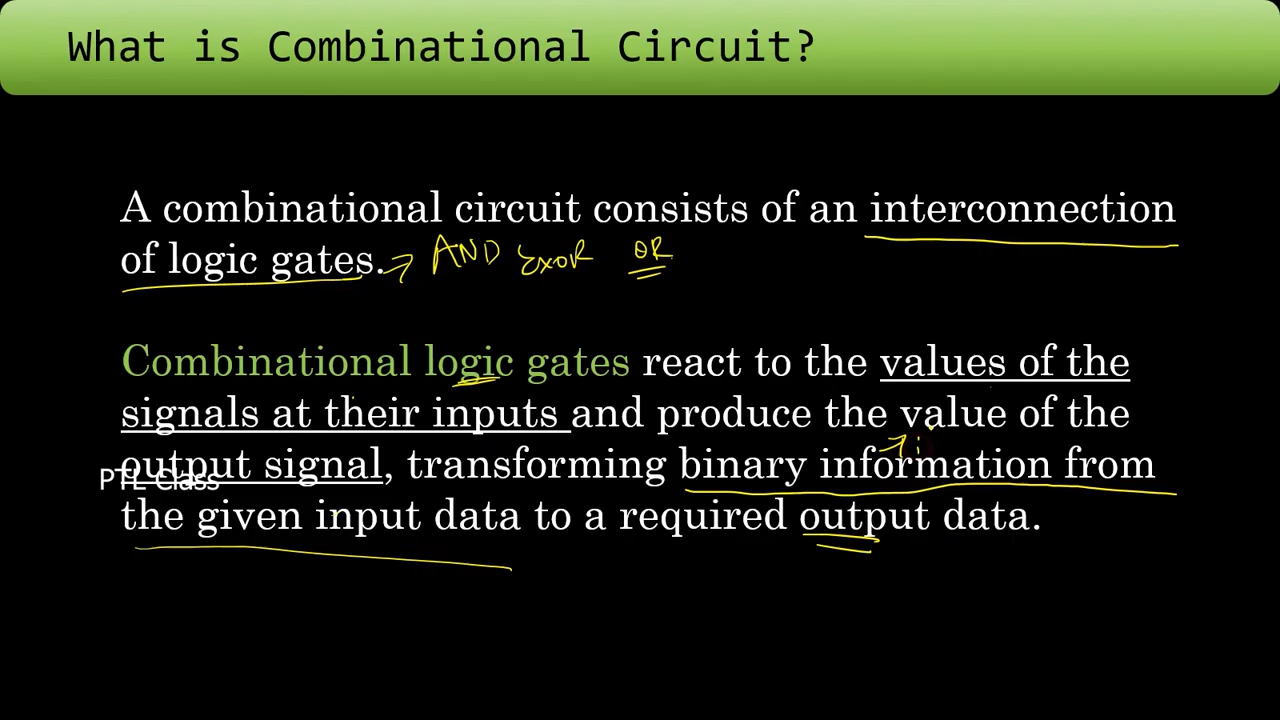 What is Combinational Circuit?
A combinational circuit consists of an interconnection
of logic gates. → AND EXOR OR
Combinational logic gates react to the values of the
signals at their inputs and produce the value of the
output signal, transforming binary information from
PTL Class
the given input data to a required output data.